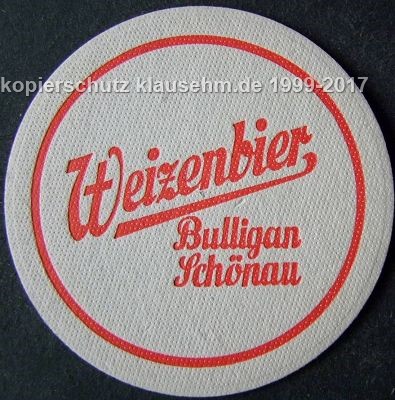 kopierschutz klausehm.de 1999-2017
Weizenbier
Bulligan
Schönau